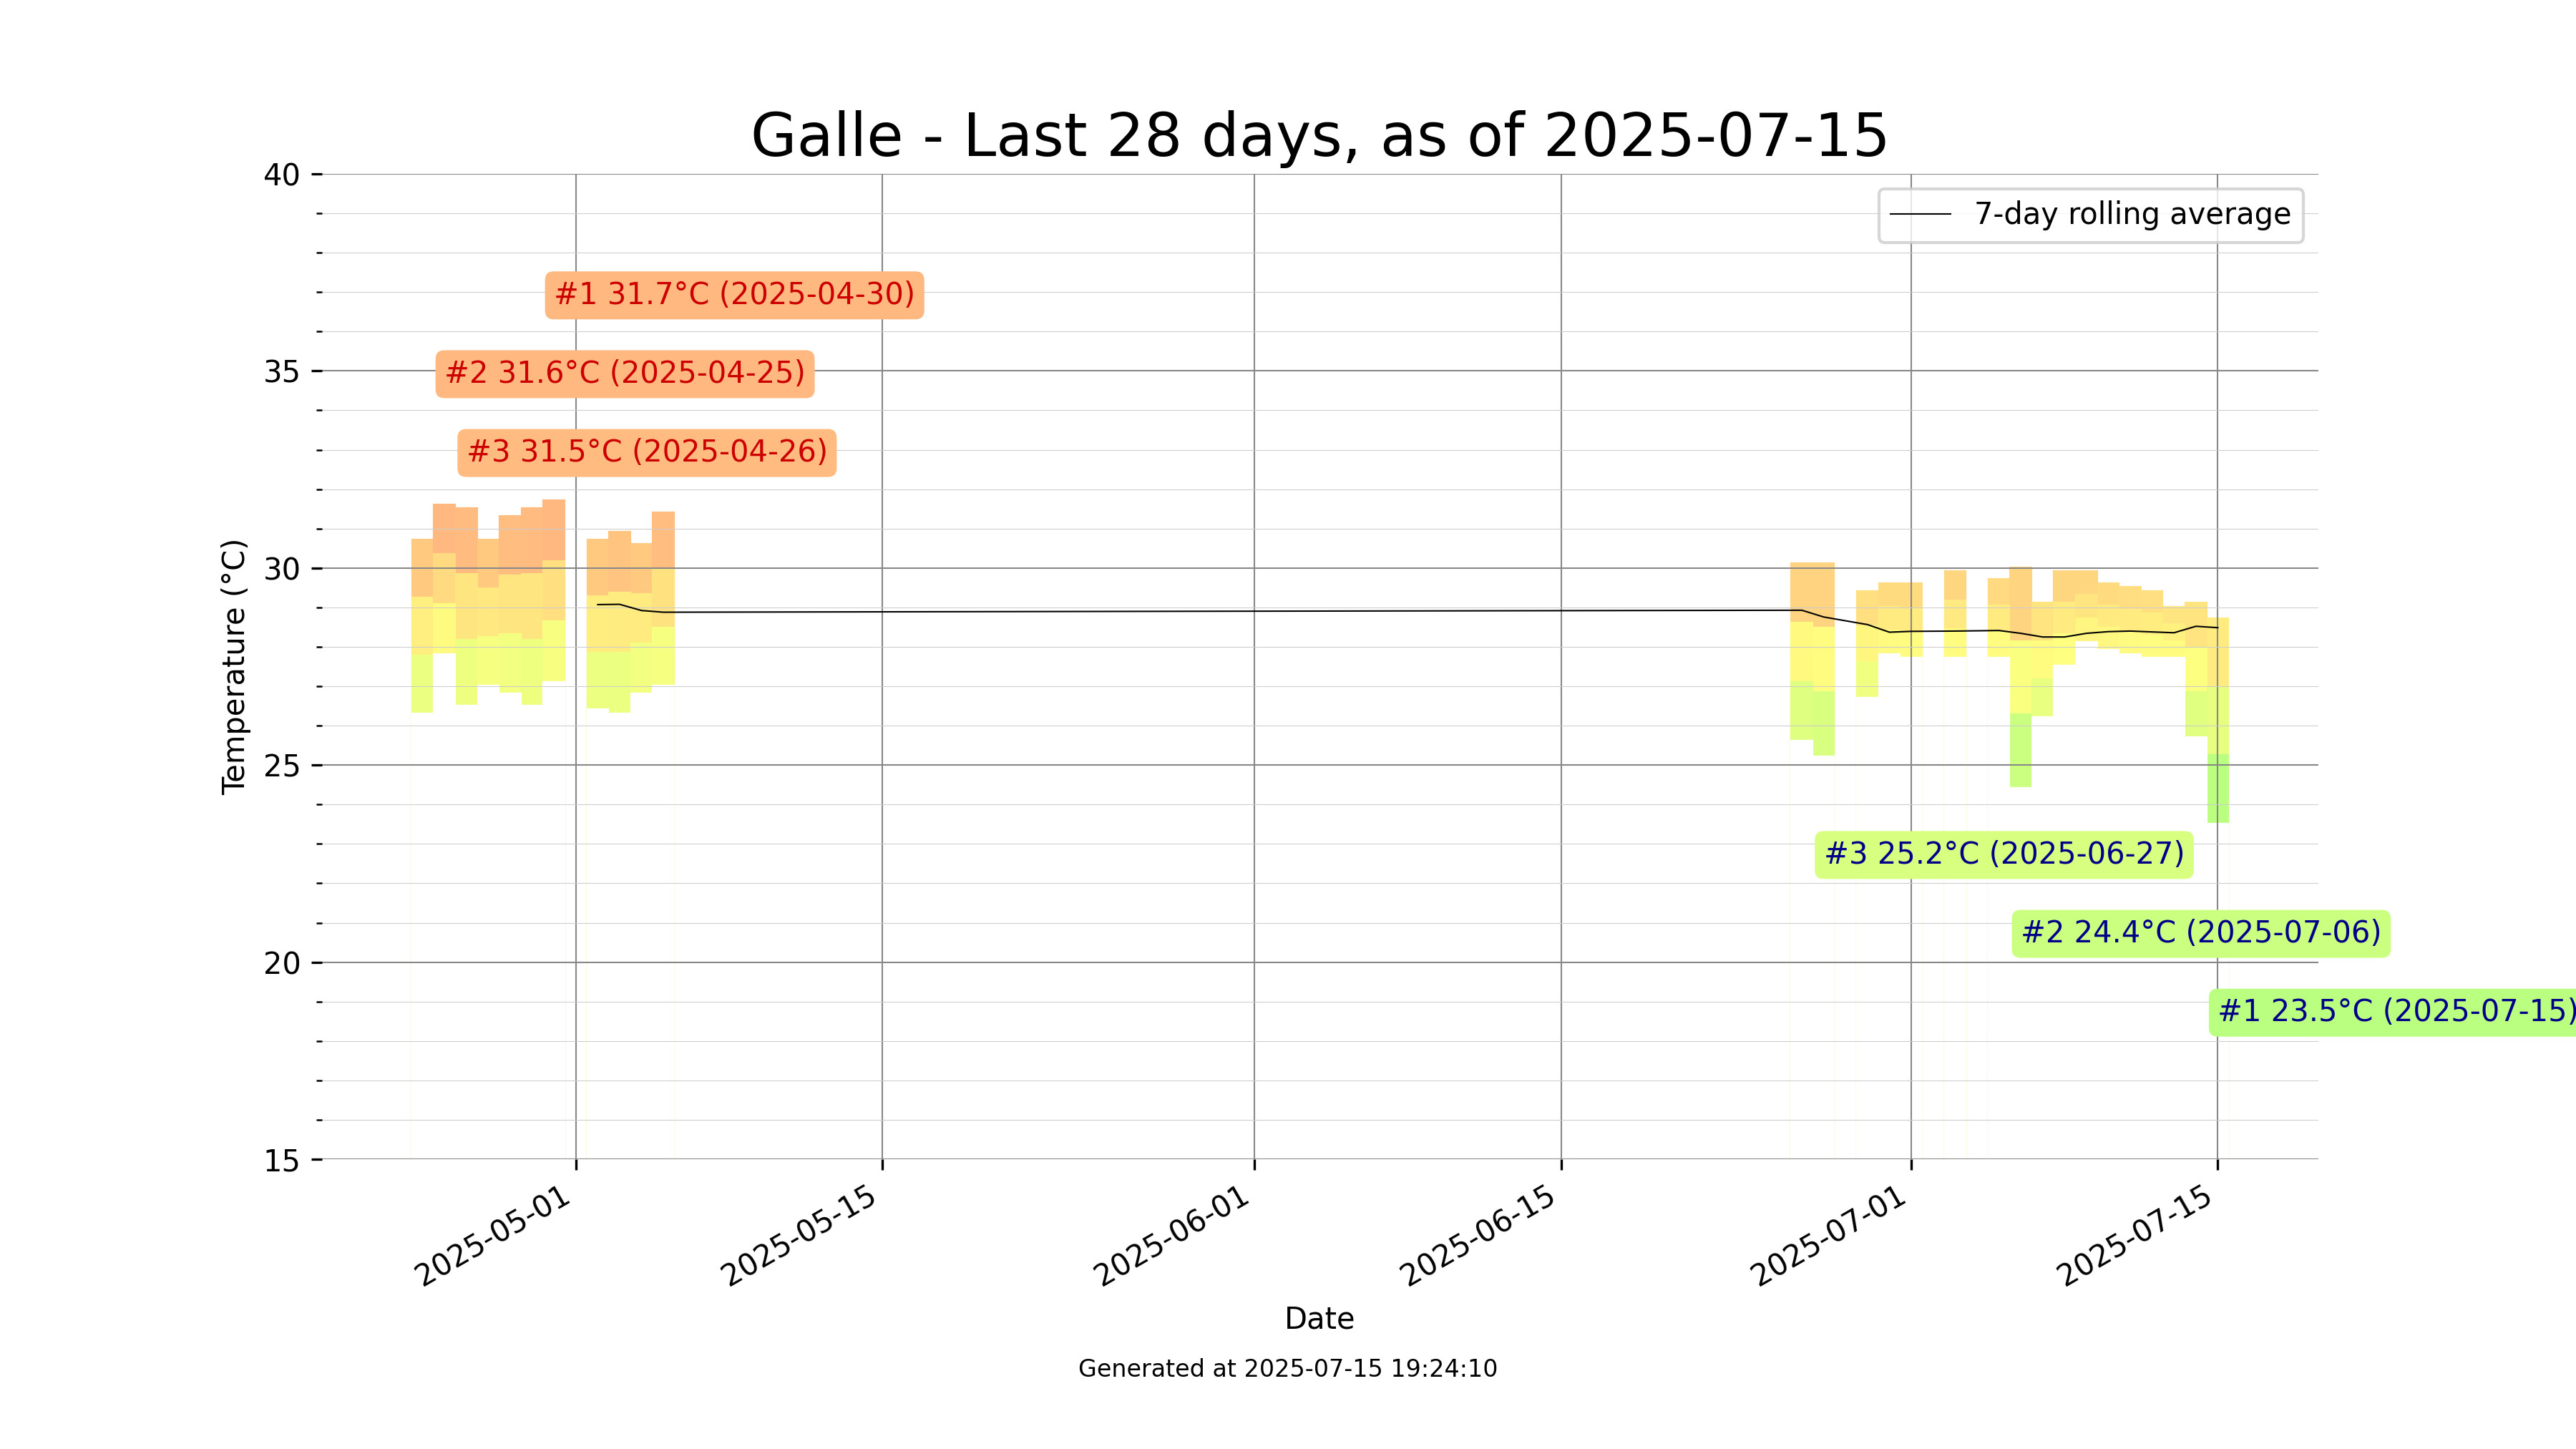 Galle - Last 28 days, as of 2025-07-15
7-day rolling average
#1 31.7°C (2025-04-30)
#2 31.6°C (2025-04-25)
#3 31.5°C (2025-04-26)
#3 25.2°C (2025-06-27)
#2 24.4°C (2025-07-06)
#1 23.5°C (2025-07-15)
Temperature (°C)
40
35
30
25
20
15
2025-05-01
2025-05-15
2025-06-01
2025-06-15
2025-07-01
2025-07-15
Date
Generated at 2025-07-15 19:24:10